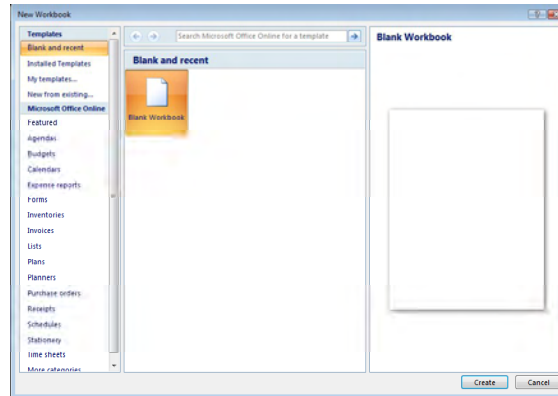 New Workbook
Templates
Blank and recent
Installed Templates
My templates...
New from existing...
Microsoft Office Online
Featured
Agendas
Budgets
Calendars
Expense reports
Forms
Inventories
Invoices
Lists
Plans
Planners
Purchase orders
Receipts
Schedules
Stationery
Time sheets
More categories
Search Microsoft Office Online for a template
Blank and recent
Blank Workbook
Blank Workbook
Create
Cancel